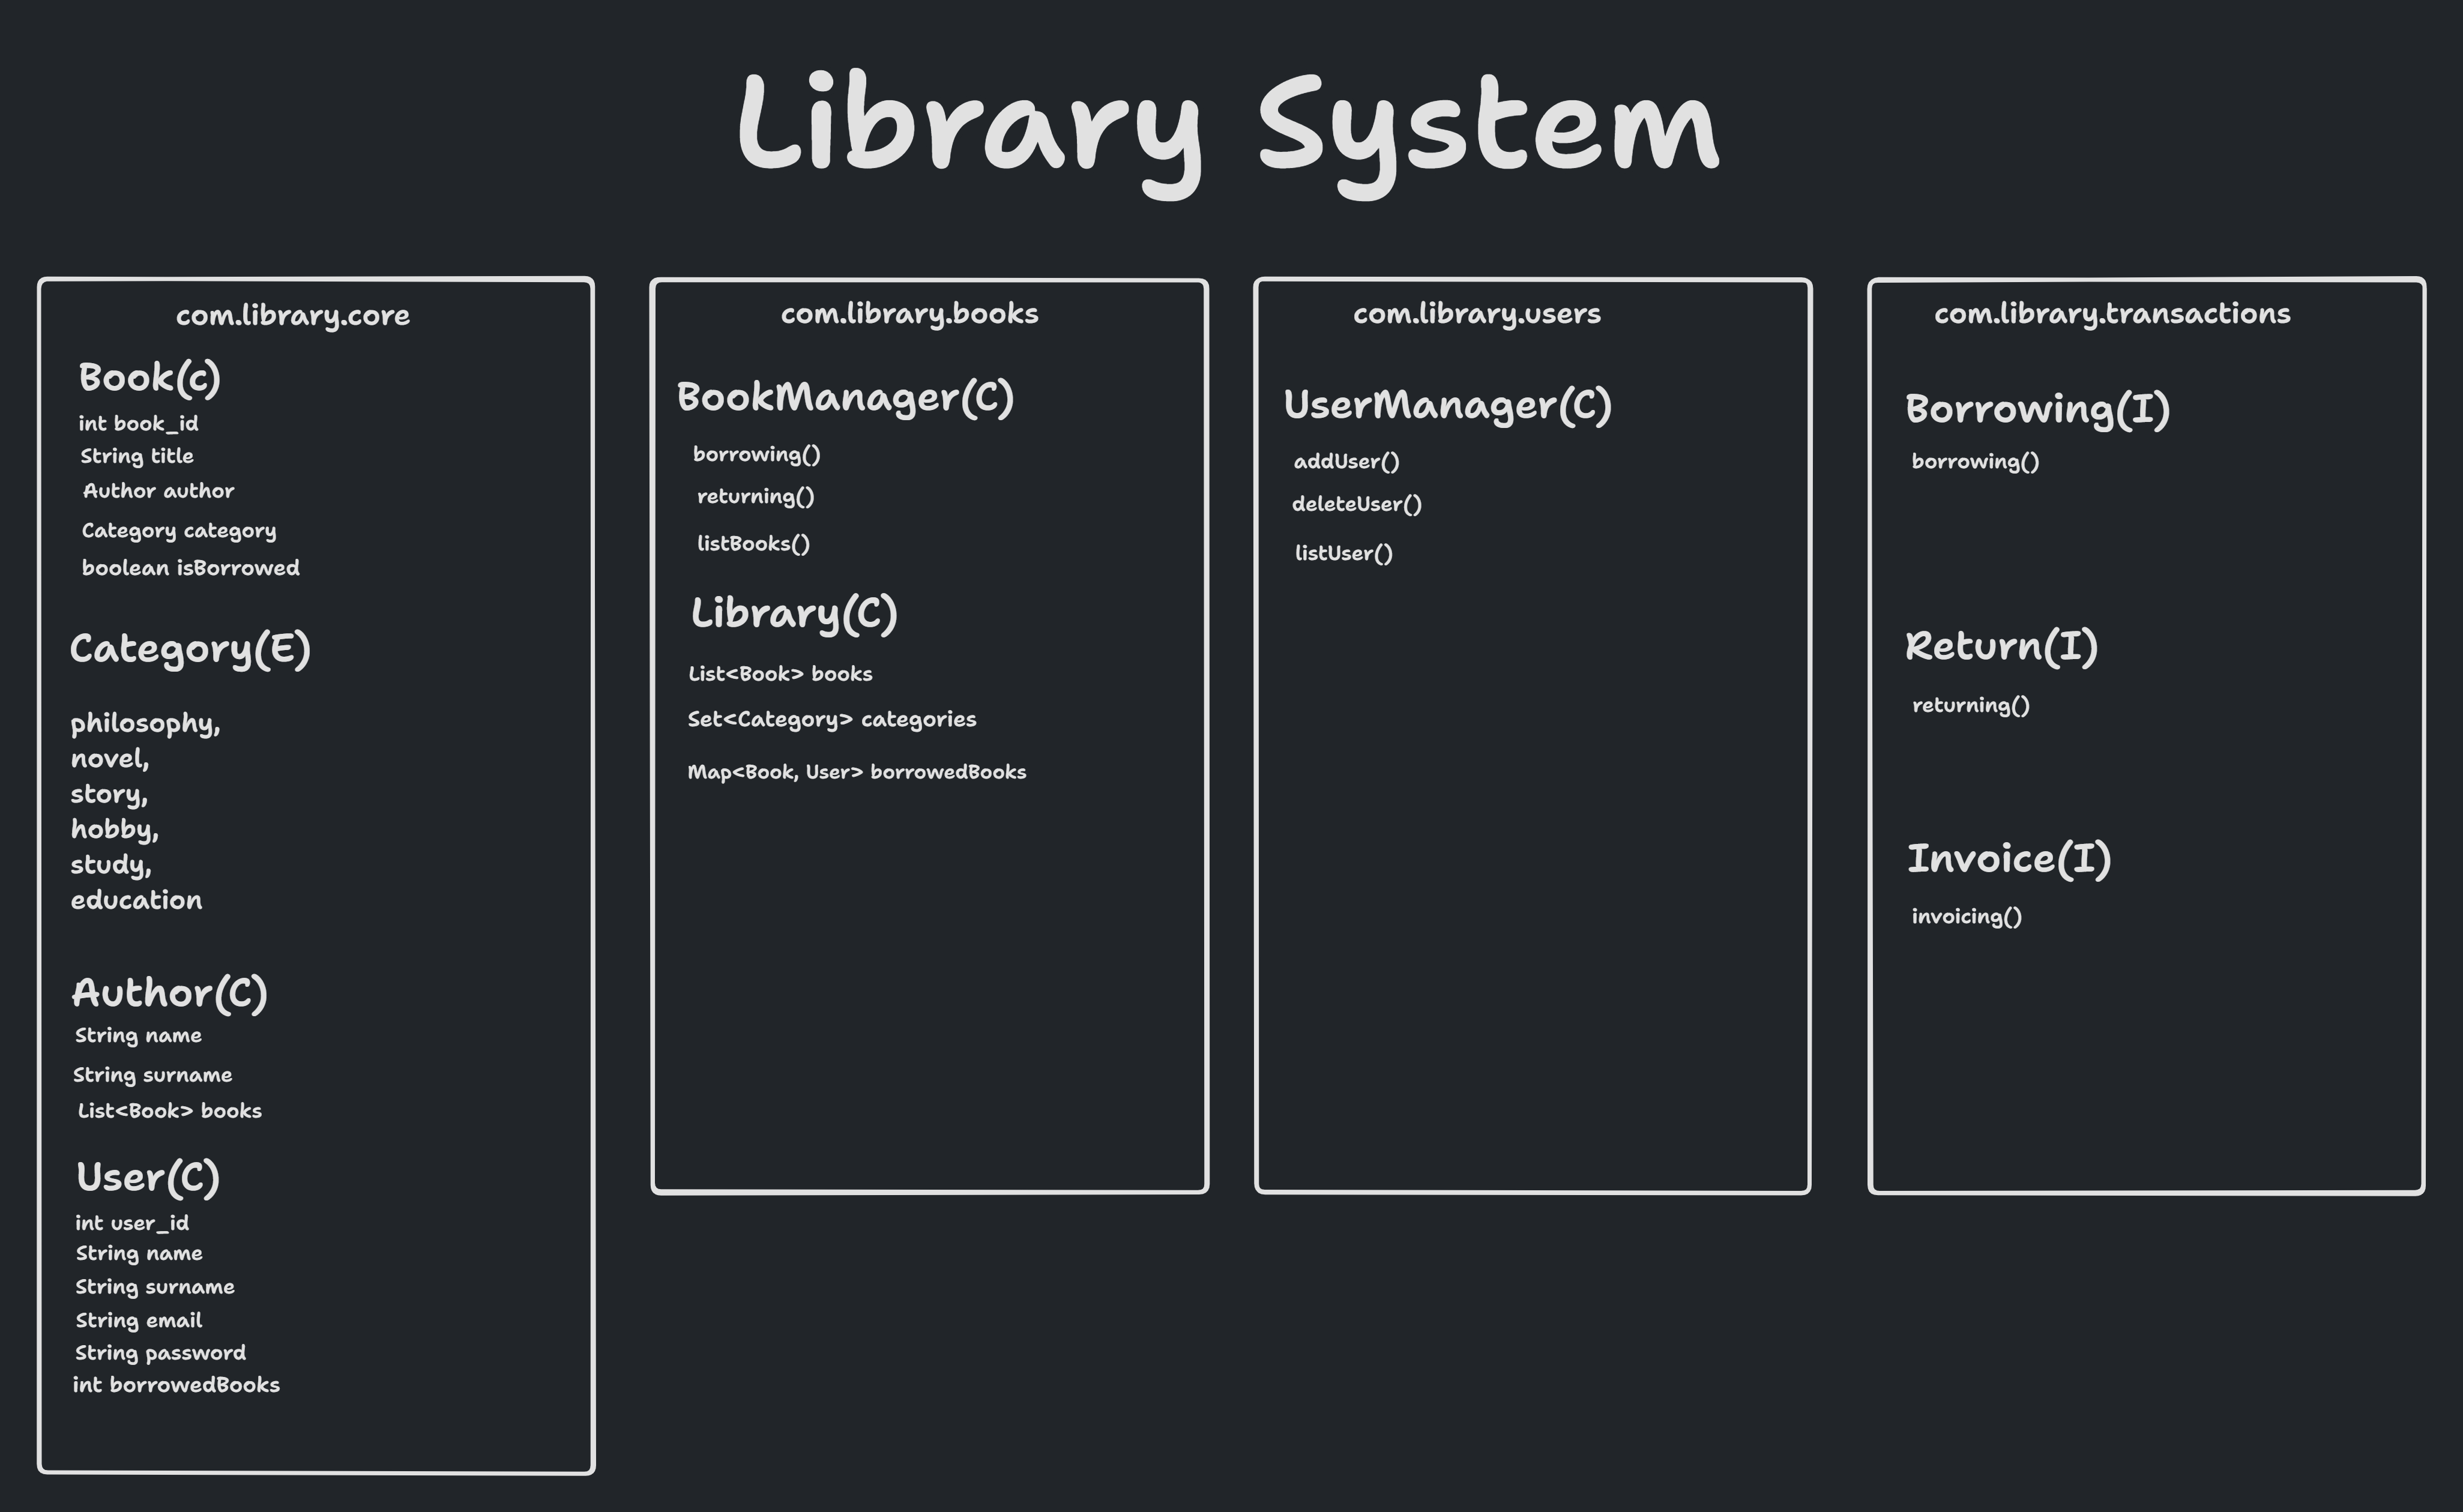 Library System
com.library.core
Book(c)
int book_id
String title
Author author
Category category
boolean isBorrowed
Category(E)
philosophy,
novel,
story,
hobby,
study,
education
Author(C)
String name
String surname
List<Book> books
User(C)
int user_id
String name
String surname
String email
String password
int borrowedBooks
com.library.books
BookManager(C)
borrowing()
returning()
listBooks()
Library(C)
List<Book> books
Set<Category> categories
Map<Book, User> borrowedBooks
com.library.users
UserManager(C)
addUser()
deleteUser()
listUser()
com.library.transactions
Borrowing(I)
borrowing()
Return(I)
returning()
Invoice(I)
invoicing()